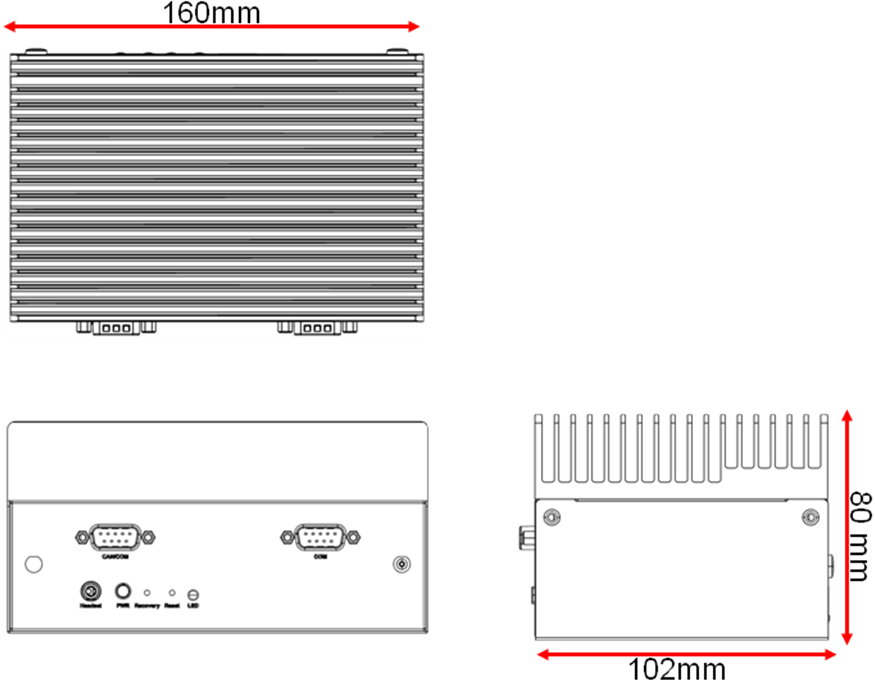 160mm
CAN/COM
COM
Headset PWR Recovery Reset LED
80 mm
102mm